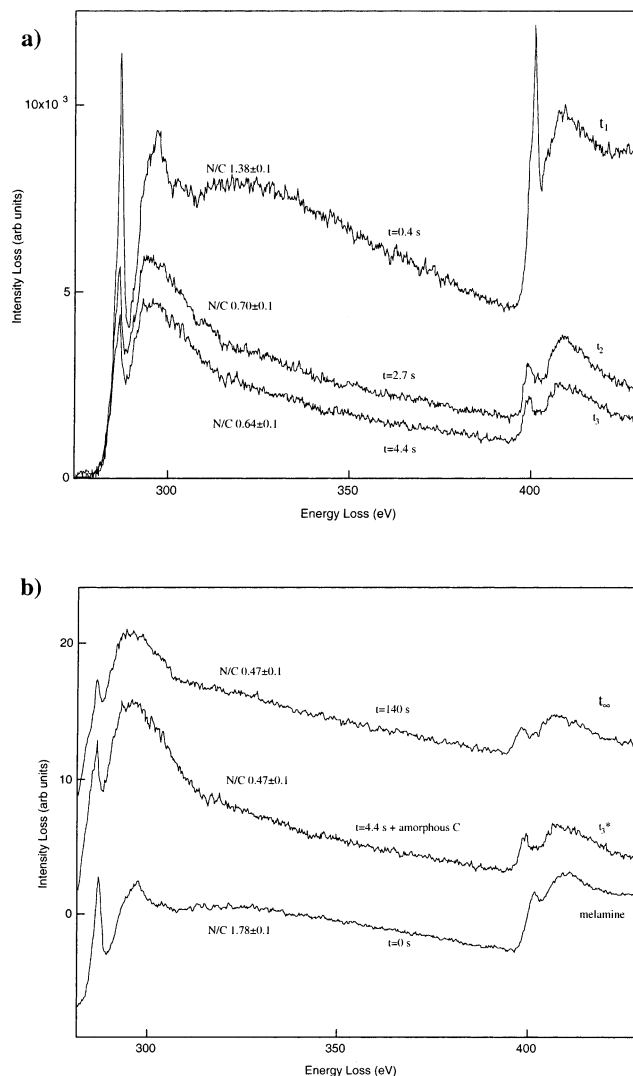 a)
10x10 3
t1
N/C 1.38±0.1
t=0.4 s
Intensity Loss (arb units)
5
N/C 0.70±0.1
t2
t=2.7 s
t3
N/C 0.64±0.1
t=4.4 s
0
300
350
400
Energy Loss (eV)
b)
20
N/C 0.47±0.1
t=140 s
t∞
Intensity Loss (arb units)
N/C 0.47±0.1
10
t=4.4 s + amorphous C
t3*
0
melamine
N/C 1.78±0.1
t=0 s
300
350
400
Energy Loss (eV)